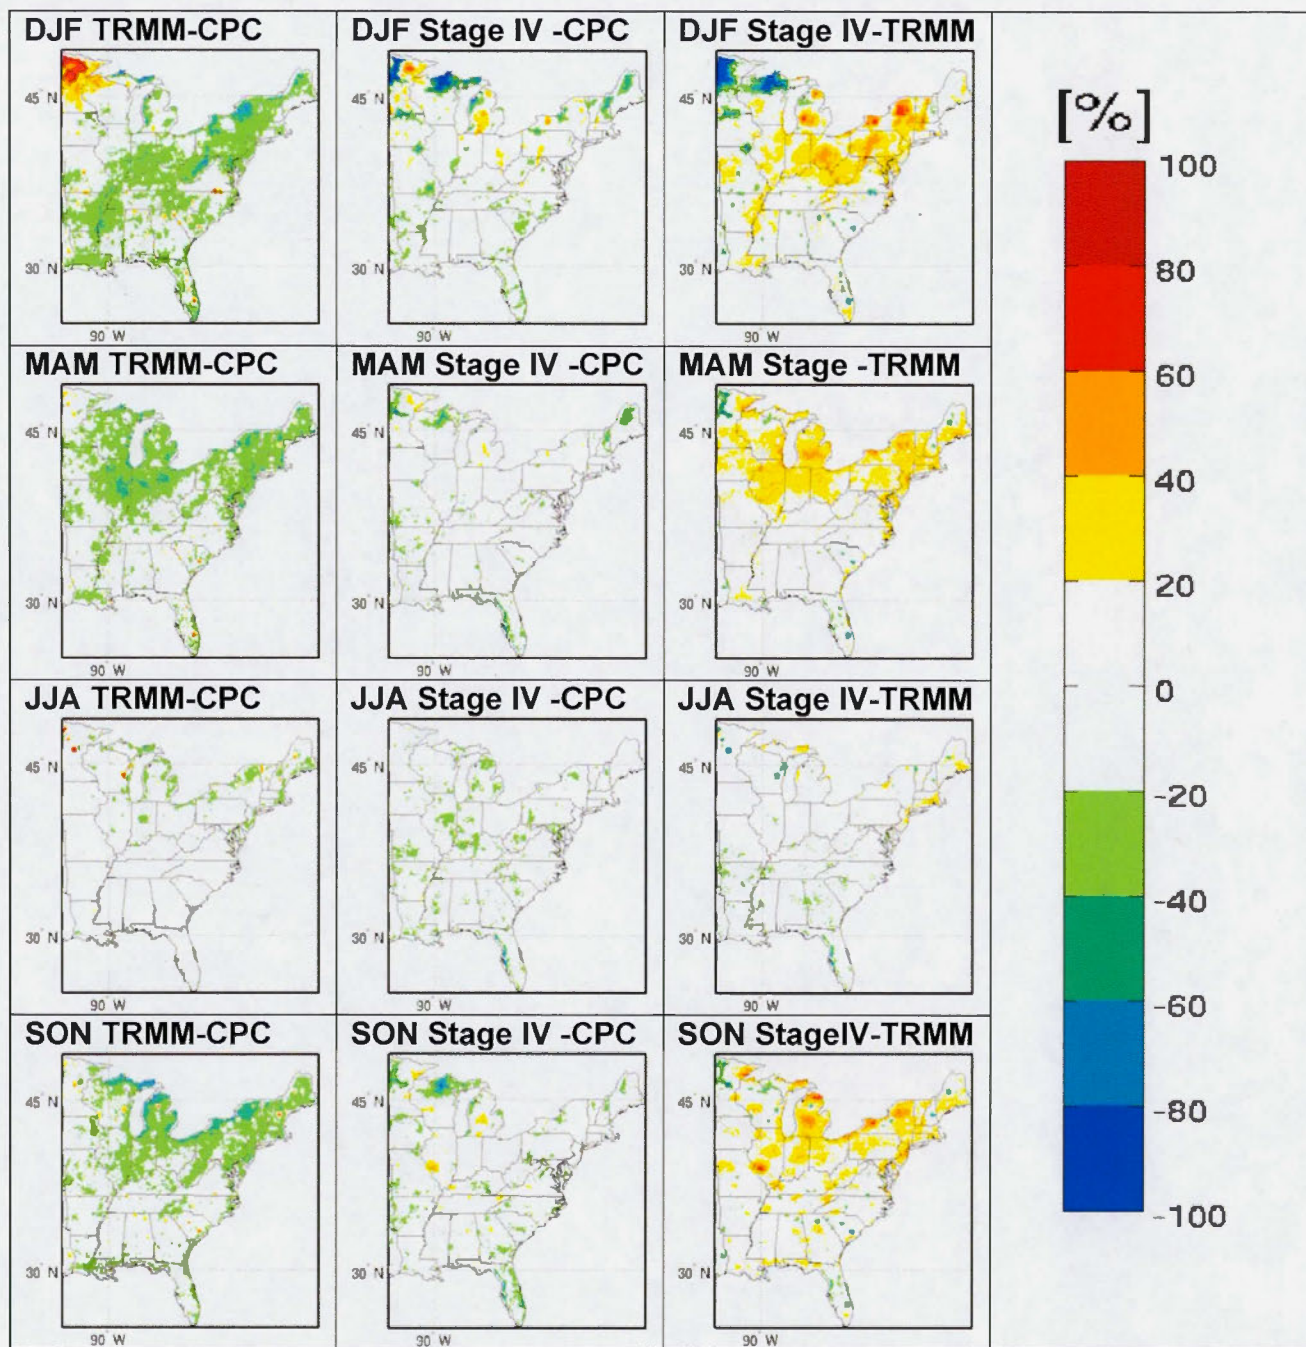 DJF TRMM-CPC
DJF Stage IV -CPC
DJF Stage IV-TRMM
45° N
45° N
45° N
30° N
30° N
30° N
90° W
90° W
90° W
MAM TRMM-CPC
MAM Stage IV -CPC
MAM Stage -TRMM
45° N
45° N
45° N
30° N
30° N
30° N
90° W
90° W
90° W
JJA TRMM-CPC
JJA Stage IV -CPC
JJA Stage IV-TRMM
45° N
45° N
45° N
30° N
30° N
30° N
90° W
90° W
90° W
SON TRMM-CPC
SON Stage IV -CPC
SON StageIV-TRMM
45° N
45° N
45° N
30° N
30° N
30° N
90° W
90° W
90° W
[%]
100
80
60
40
20
0
-20
-40
-60
-80
-100